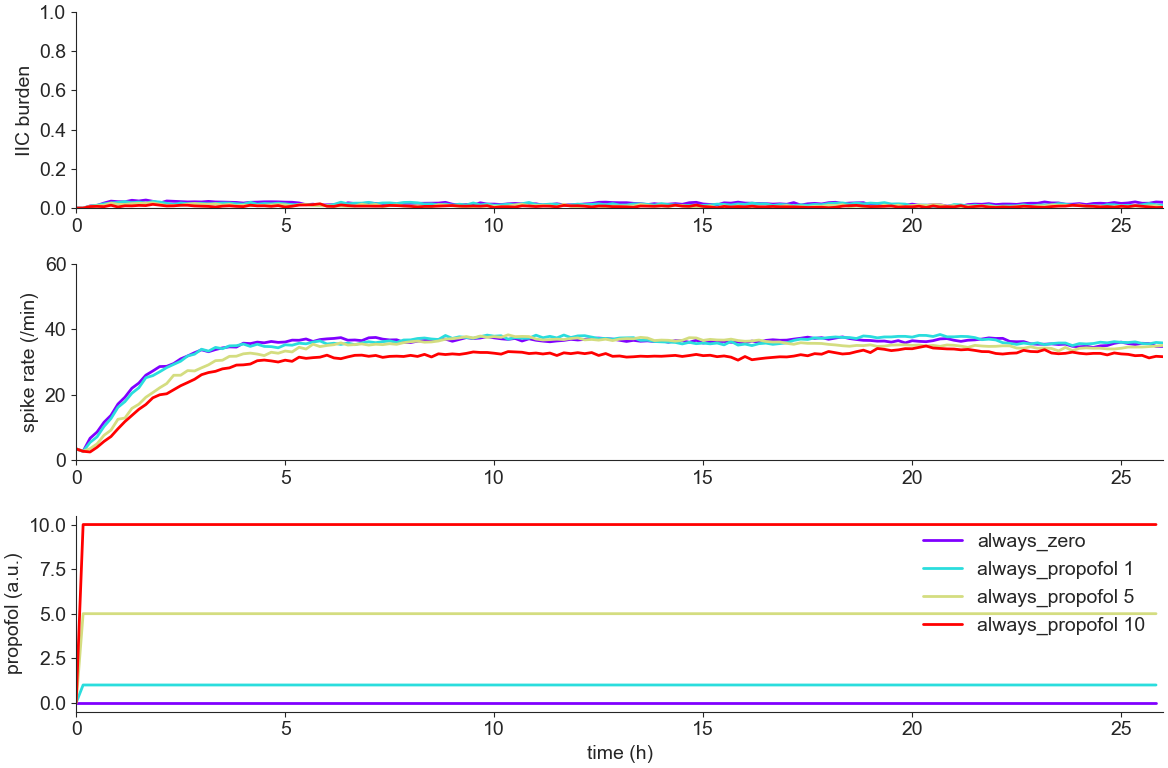 1.0
0.8
0.6
0.4
0.2
0.0
IIC burden
0 5 10 15 20 25
60
40
20
0
spike rate (/min)
0 5 10 15 20 25
10.0
7.5
5.0
2.5
0.0
propofol (a.u.)
always_zero
always_propofol 1
always_propofol 5
always_propofol 10
0 5 10 15 20 25
time (h)